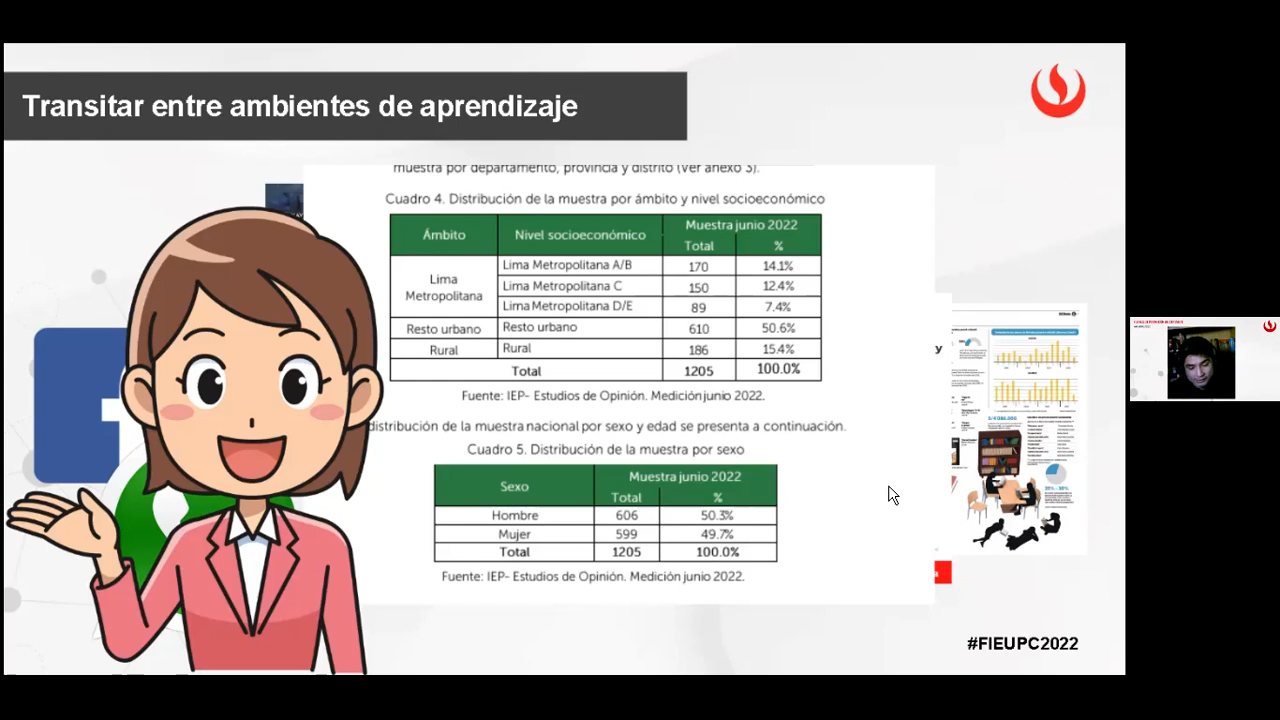 Transitar entre ambientes de aprendizaje
muestra por departamento, provincia y distrito (Ver anexo 3).
Cuadro 4. Distribución de la muestra por ámbito y nivel socioeconómico
Ámbito Nivel socioeconómico Muestra junio 2022
Total %
Lima Metropolitana Lima Metropolitana A/B 170 14.1%
Lima Metropolitana C 150 12.4%
Lima Metropolitana D/E 89 7.4%
Resto urbano Resto urbano 610 50.6%
Rural Rural 186 15.4%
Total 1205 100.0%
Fuente: IEP- Estudios de Opinión. Medición junio 2022.
distribución de la muestra nacional por sexo y edad se presenta a continuación.
Cuadro 5. Distribución de la muestra por sexo
Sexo Muestra junio 2022
Total %
Hombre 606 50.3%
Mujer 599 49.7%
Total 1205 100.0%
Fuente: IEP- Estudios de Opinión. Medición junio 2022.
y
#FIEUPC2022